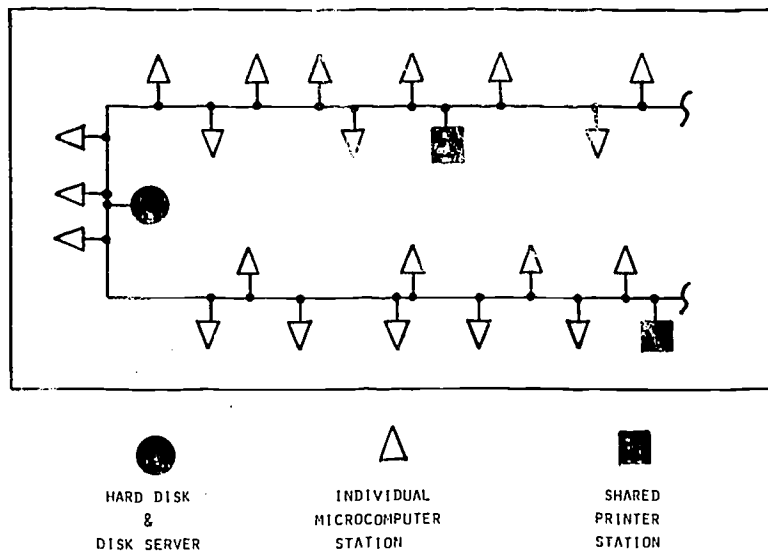 HARD DISK
&
DISK SERVER
INDIVIDUAL
MICROCOMPUTER
STATION
SHARED
PRINTER
STATION